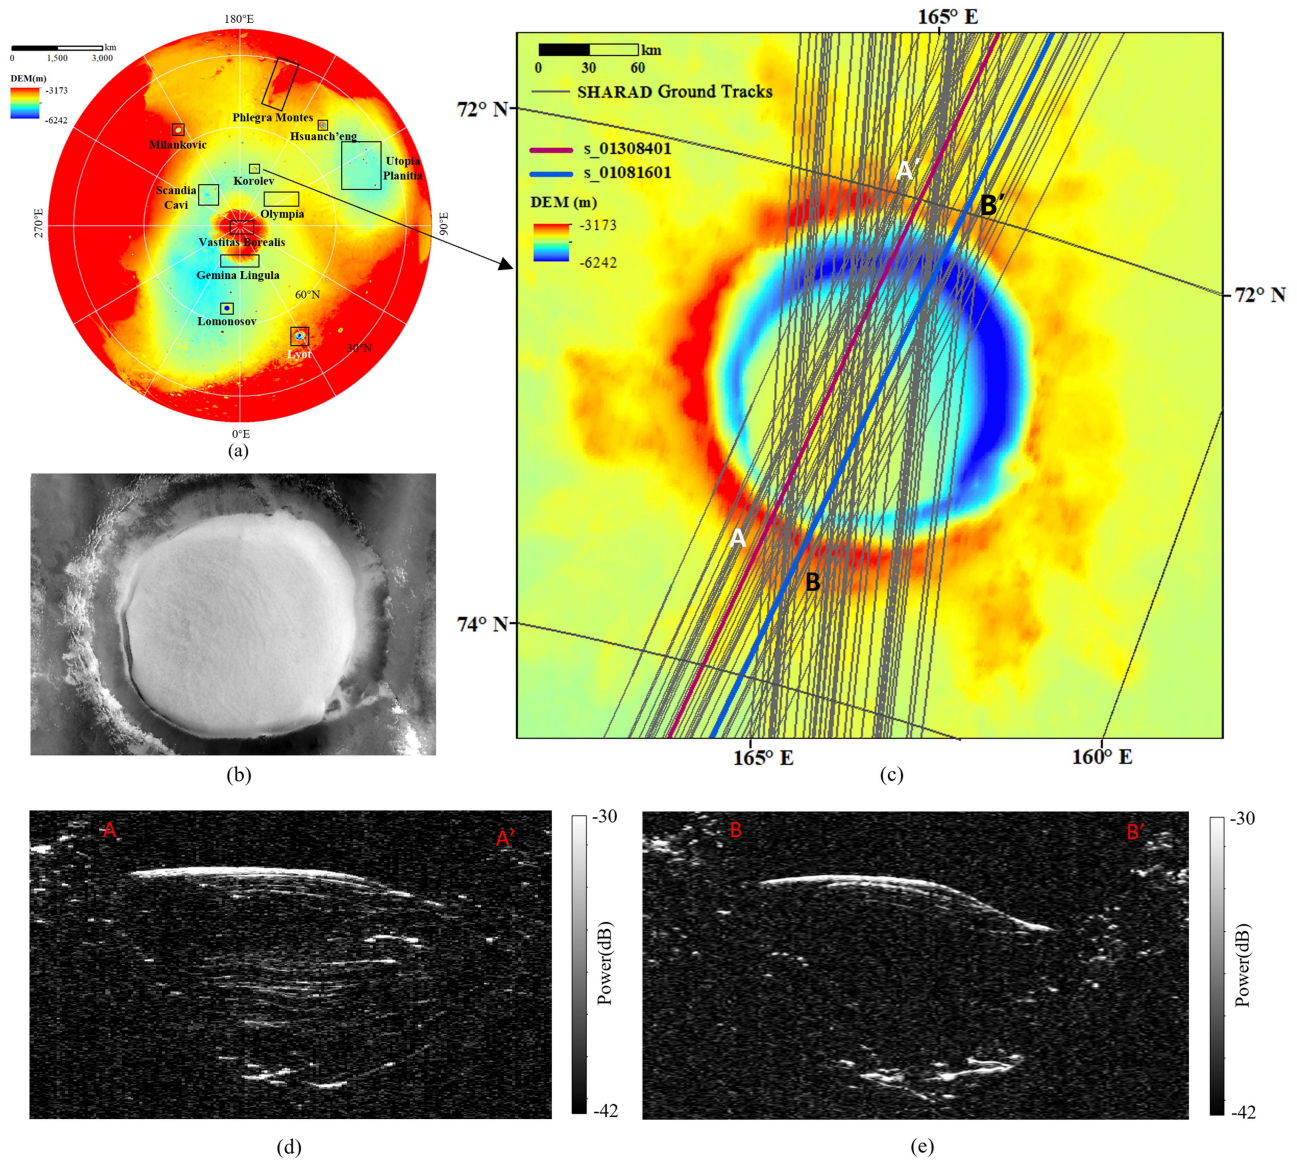 180°E
km
0 1,500 3,000
DEM(m)
-3173
-6242
Phlegra Montes
Milankovic
Hsuanch'eng
Utopia
Planitia
Korolev
Scandia
Cavi
Olympia
270°E
90°E
Vastitas Borealis
Gemina Lingula
60°N
Lomonosov
Lyot
30°N
0°E
(a)
(b)
165° E
km
0 30 60
SHARAD Ground Tracks
72° N
s_01308401
s_01081601
A'
B'
DEM (m)
-3173
-6242
72° N
A
B
74° N
165° E
160° E
(c)
A
A'
-30
Power(dB)
-42
(d)
B
B'
-30
Power(dB)
-42
(e)